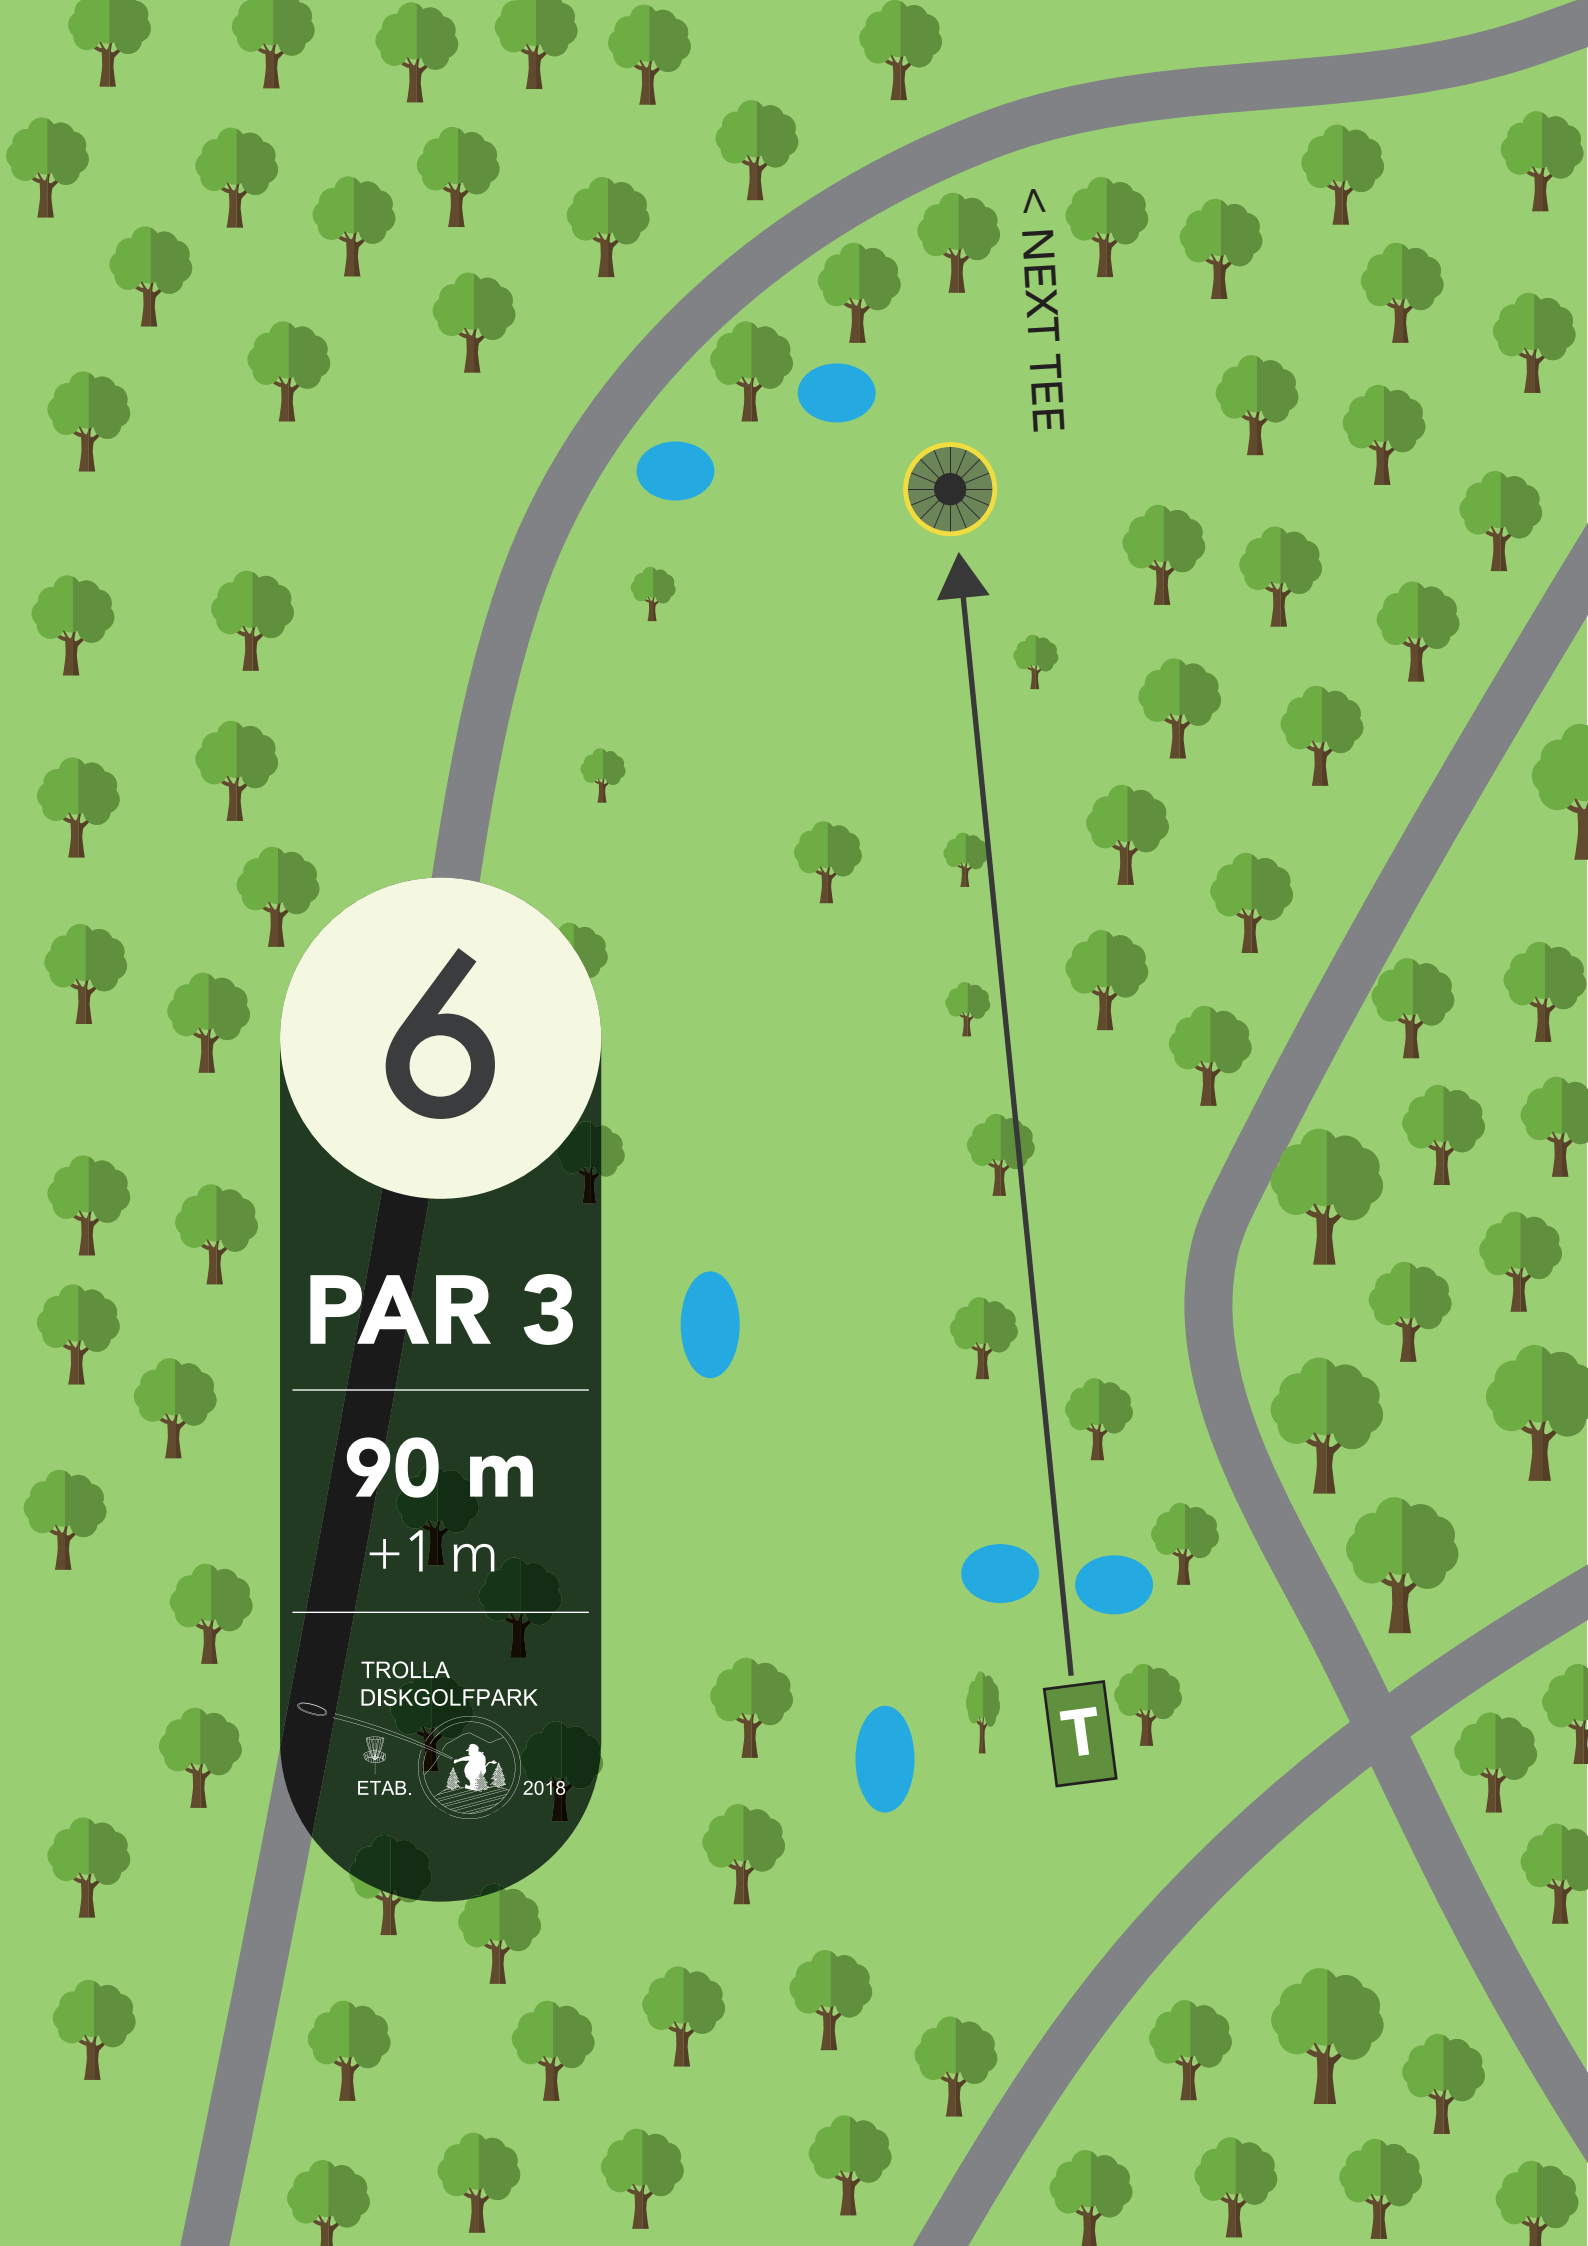 < NEXT TEE
6
PAR 3
90 m
+1 m
TROLLA
DISKGOLFPARK
ETAB. 2018
T